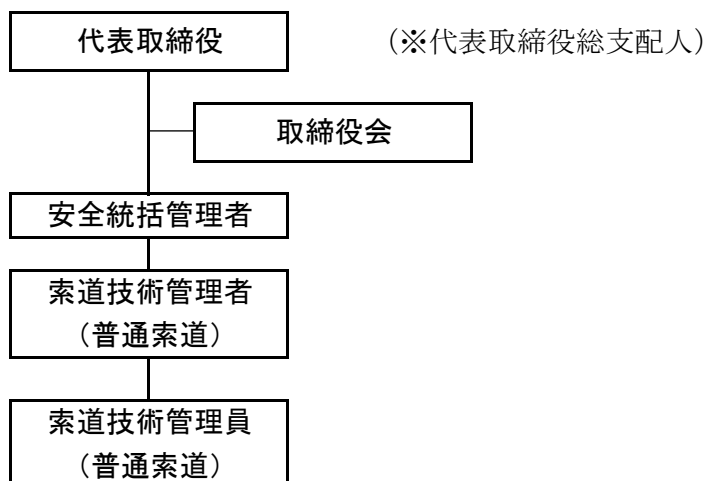 代表取締役
(※代表取締役総支配人)
取締役会
安全統括管理者
索道技術管理者
(普通索道)
索道技術管理員
(普通索道)